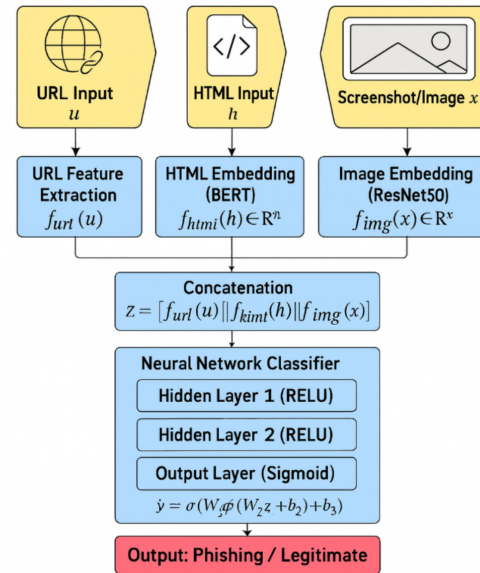 </>
URL Input
u
HTML Input
h
Screenshot/Image x
URL Feature
Extraction
f_url (u)
HTML Embedding
(BERT)
f_htmi(h)∈Rⁿ
Image Embedding
(ResNet50)
f_img(x)∈Rˣ
Concatenation
z = [f_url(u)||f_kimt(h)||f_img(x)]
Neural Network Classifier
Hidden Layer 1 (RELU)
Hidden Layer 2 (RELU)
Output Layer (Sigmoid)
ẏ = σ(W₃φ(W₂z+b₂)+b₃)
Output: Phishing / Legitimate